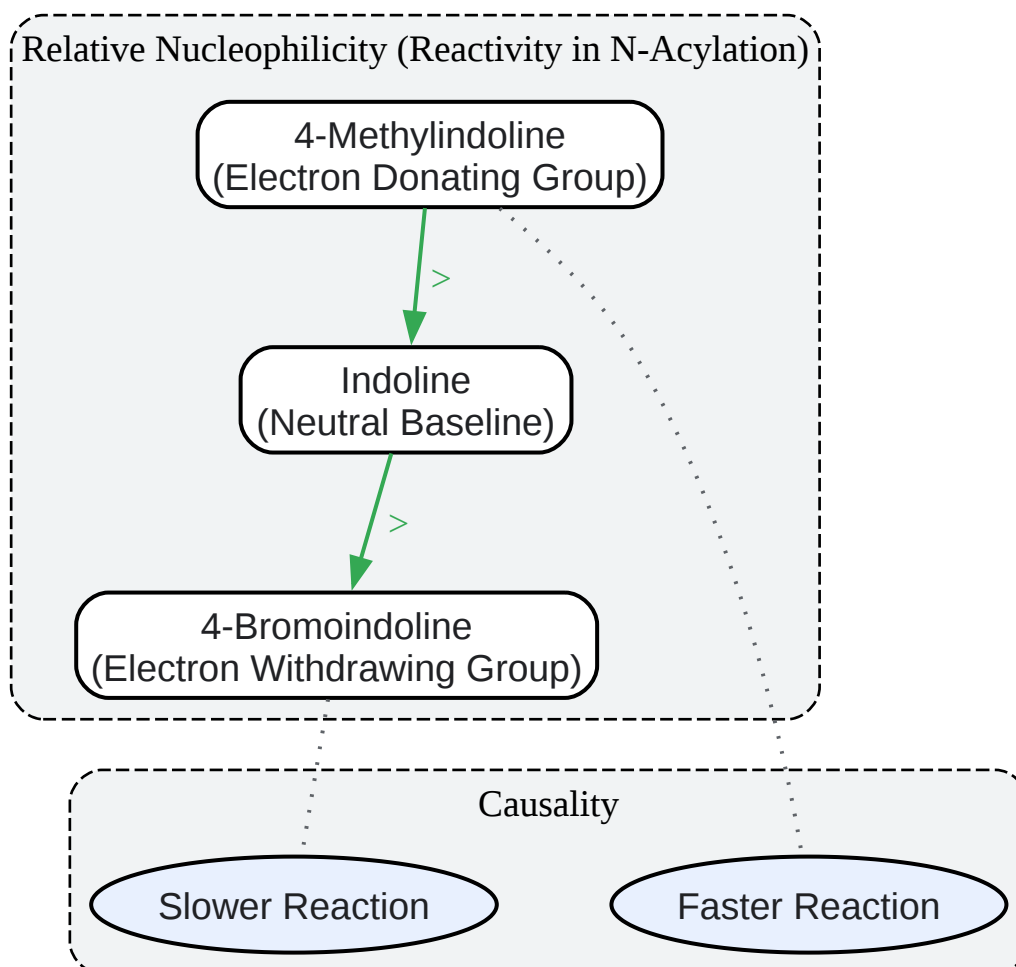 Relative Nucleophilicity (Reactivity in N-Acylation)
4-Methylindoline
(Electron Donating Group)
>
Indoline
(Neutral Baseline)
>
4-Bromoindoline
(Electron Withdrawing Group)
Causality
Slower Reaction
Faster Reaction